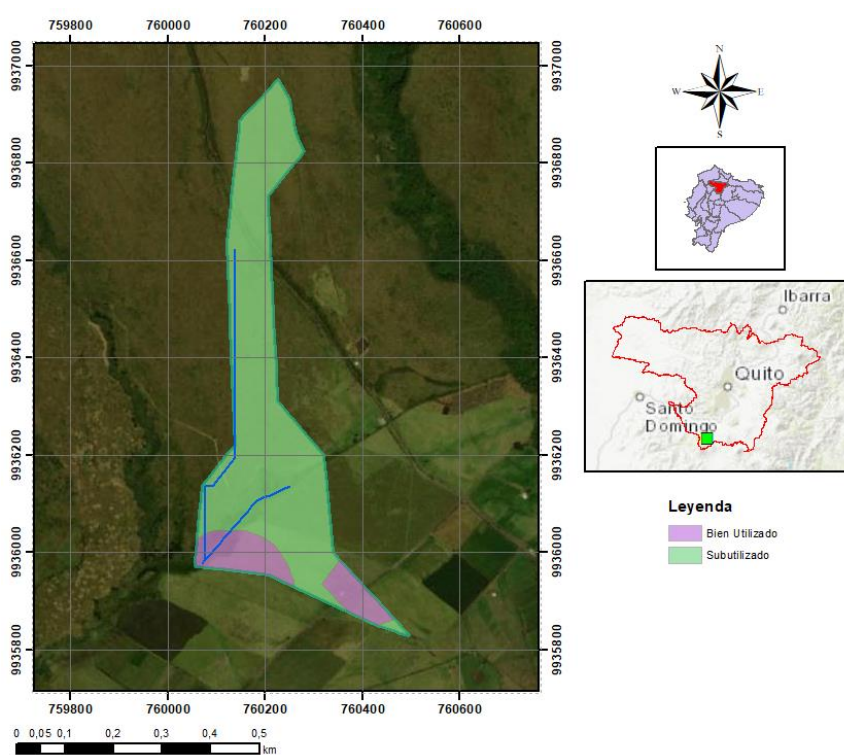 759800 760000 760200 760400 760600
9937000 9937000
9936800 9936800
9936600 9936600
9936400 9936400
9936200 9936200
9936000 9936000
9935800 9935800
759800 760000 760200 760400 760600
0 0,05 0,1 0,2 0,3 0,4 0,5
km
N
W E
S
Ibarra
Quito
Santo
Domingo
Leyenda
Bien Utilizado
Subutilizado